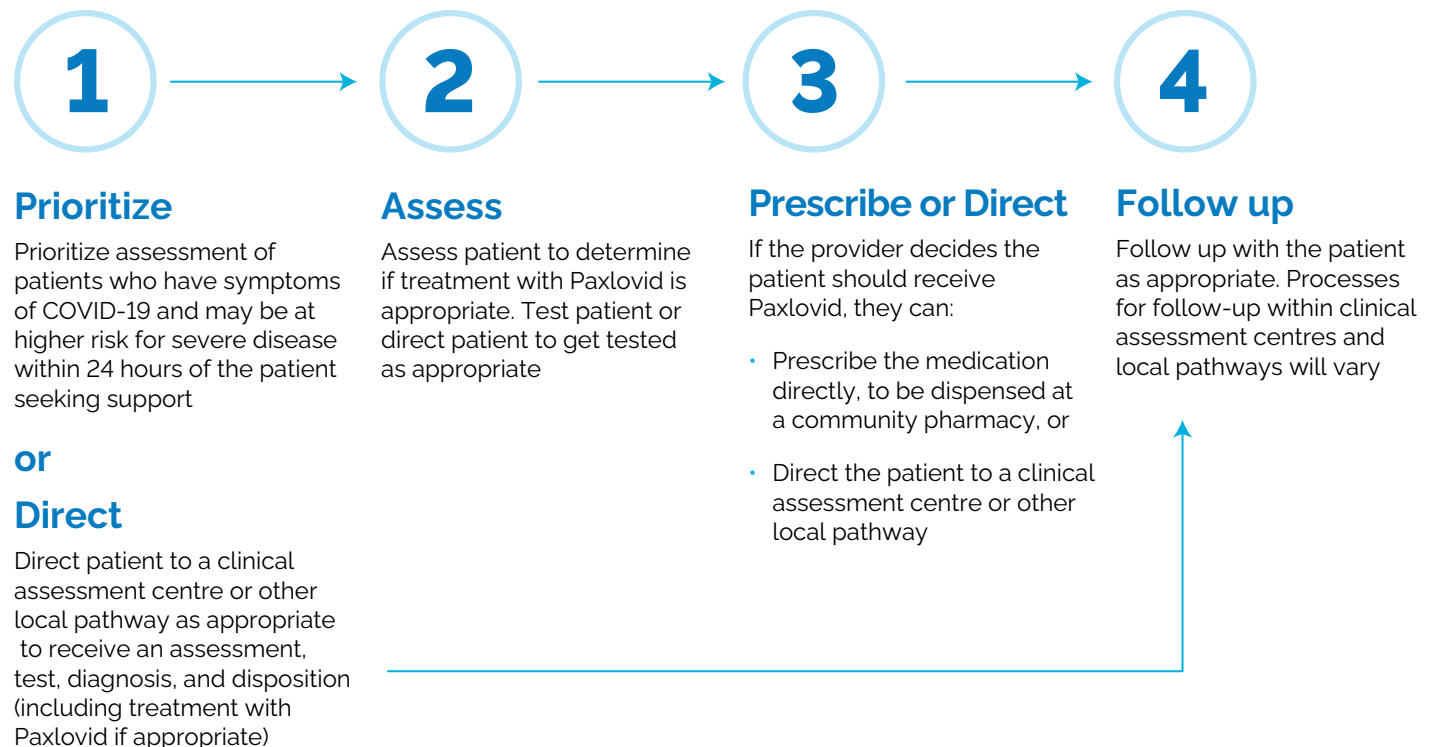 1
2
3
4
Prioritize
Prioritize assessment of
patients who have symptoms
of COVID-19 and may be at
higher risk for severe disease
within 24 hours of the patient
seeking support
or
Direct
Direct patient to a clinical
assessment centre or other
local pathway as appropriate
to receive an assessment,
test, diagnosis, and disposition
(including treatment with
Paxlovid if appropriate)
Assess
Assess patient to determine
if treatment with Paxlovid is
appropriate. Test patient or
direct patient to get tested
as appropriate
Prescribe or Direct
If the provider decides the
patient should receive
Paxlovid, they can:
• Prescribe the medication
directly, to be dispensed at
a community pharmacy, or
• Direct the patient to a clinical
assessment centre or other
local pathway
Follow up
Follow up with the patient
as appropriate. Processes
for follow-up within clinical
assessment centres and
local pathways will vary